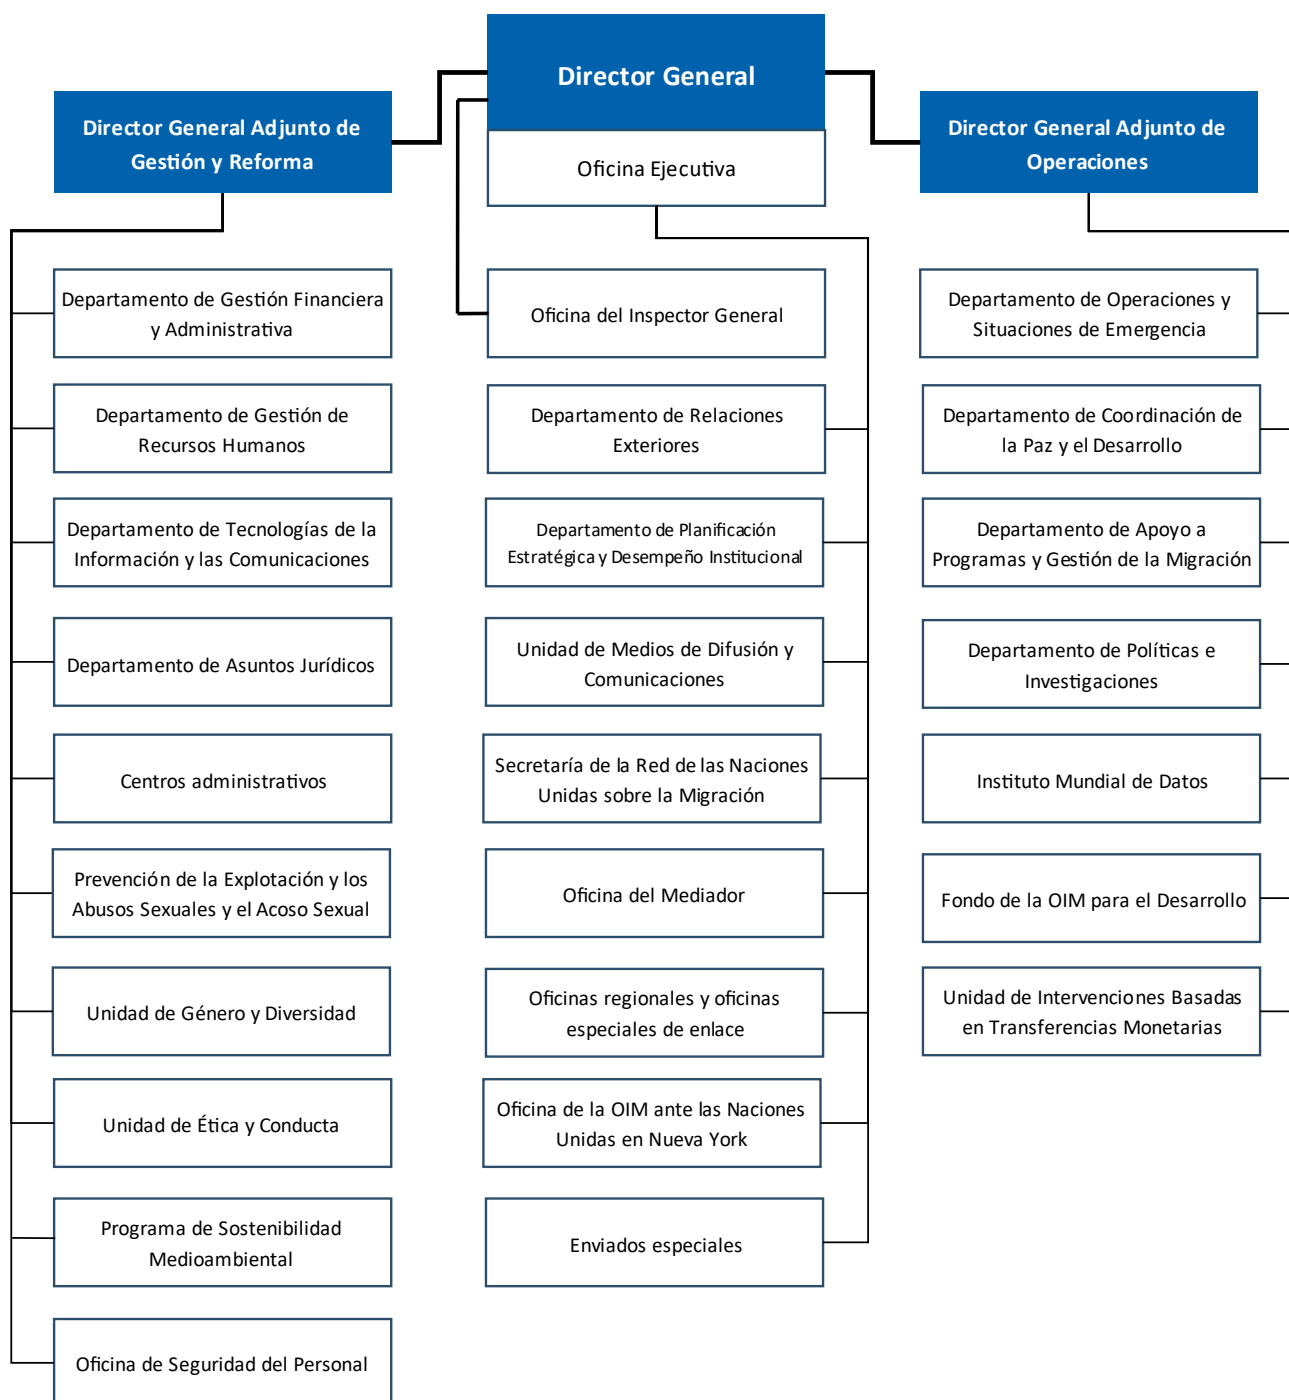 Director General
Oficina Ejecutiva
Director General Adjunto de
Gestión y Reforma
Departamento de Gestión Financiera
y Administrativa
Departamento de Gestión de
Recursos Humanos
Departamento de Tecnologías de la
Información y las Comunicaciones
Departamento de Asuntos Jurídicos
Centros administrativos
Prevención de la Explotación y los
Abusos Sexuales y el Acoso Sexual
Unidad de Género y Diversidad
Unidad de Ética y Conducta
Programa de Sostenibilidad
Medioambiental
Oficina de Seguridad del Personal
Oficina del Inspector General
Departamento de Relaciones
Exteriores
Departamento de Planificación
Estratégica y Desempeño Institucional
Unidad de Medios de Difusión y
Comunicaciones
Secretaría de la Red de las Naciones
Unidas sobre la Migración
Oficina del Mediador
Oficinas regionales y oficinas
especiales de enlace
Oficina de la OIM ante las Naciones
Unidas en Nueva York
Enviados especiales
Director General Adjunto de
Operaciones
Departamento de Operaciones y
Situaciones de Emergencia
Departamento de Coordinación de
la Paz y el Desarrollo
Departamento de Apoyo a
Programas y Gestión de la Migración
Departamento de Políticas e
Investigaciones
Instituto Mundial de Datos
Fondo de la OIM para el Desarrollo
Unidad de Intervenciones Basadas
en Transferencias Monetarias